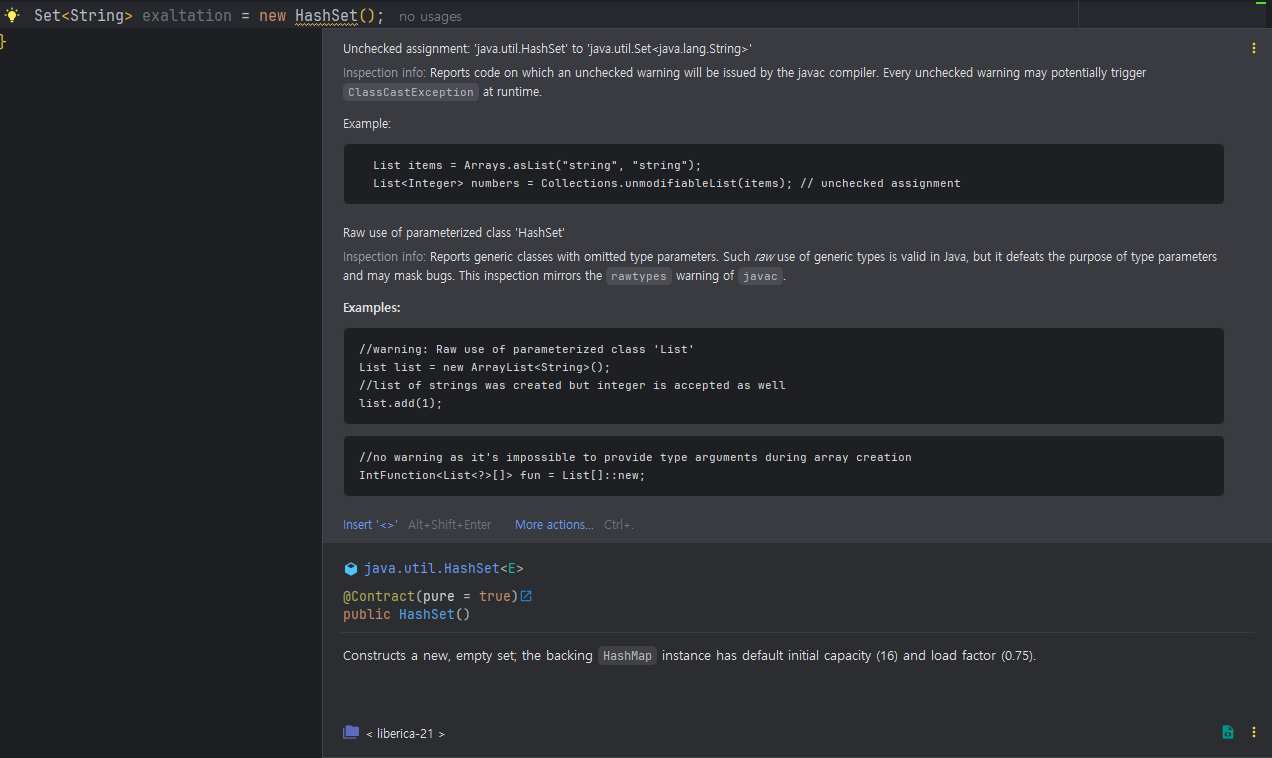 Set<String> exaltation = new HashSet(); no usages
}
Unchecked assignment: 'java.util.HashSet' to 'java.util.Set<java.lang.String>'
Inspection info: Reports code on which an unchecked warning will be issued by the javac compiler. Every unchecked warning may potentially trigger
ClassCastException at runtime.
Example:
List items = Arrays.asList("string", "string");
List<Integer> numbers = Collections.unmodifiableList(items); // unchecked assignment
Raw use of parameterized class 'HashSet'
Inspection info: Reports generic classes with omitted type parameters. Such raw use of generic types is valid in Java, but it defeats the purpose of type parameters
and may mask bugs. This inspection mirrors the rawtypes warning of javac.
Examples:
//warning: Raw use of parameterized class 'List'
List list = new ArrayList<String>();
//list of strings was created but integer is accepted as well
list.add(1);
//no warning as it's impossible to provide type arguments during array creation
IntFunction<List<?>[]> fun = List[]::new;
Insert '<>' Alt+Shift+Enter More actions... Ctrl+.
java.util.HashSet<E>
@Contract(pure = true)
public HashSet()
Constructs a new, empty set; the backing HashMap instance has default initial capacity (16) and load factor (0.75).
< liberica-21 >